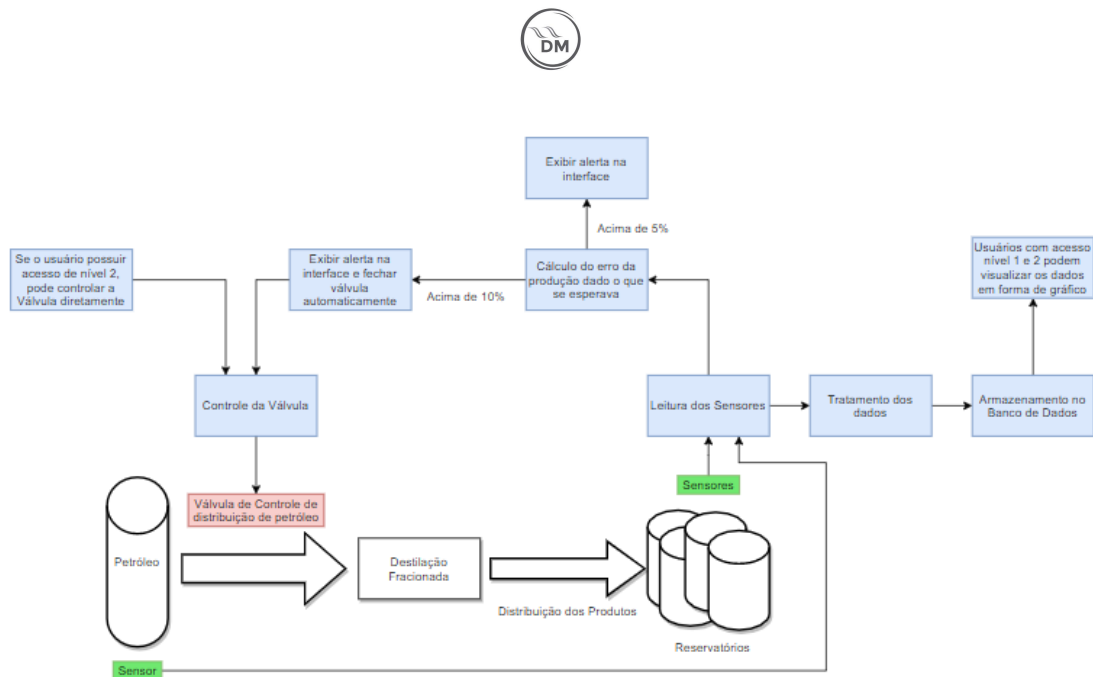 DM
Exibir alerta na
interface
Acima de 5%
Se o usuário possuir
acesso de nível 2,
pode controlar a
Válvula diretamente
Exibir alerta na
interface e fechar
válvula
automaticamente
Acima de 10%
Cálculo do erro da
produção dado o que
se esperava
Usuários com acesso
nível 1 e 2 podem
visualizar os dados
em forma de gráfico
Controle da Válvula
Leitura dos Sensores
Tratamento dos
dados
Armazenamento no
Banco de Dados
Sensores
Válvula de Controle de
distribuição de petróleo
Petróleo
Destilação
Fracionada
Distribuição dos Produtos
Reservatórios
Sensor